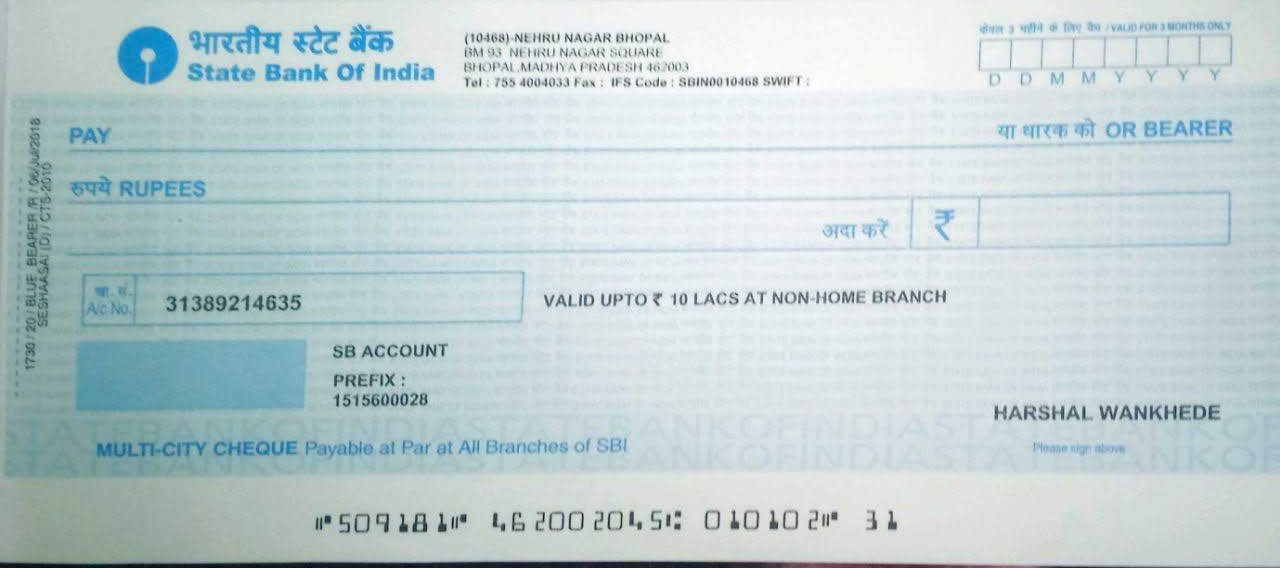 भारतीय स्टेट बैंक
State Bank Of India
(10468)-NEHRU NAGAR BHOPAL
BM 93 NEHRU NAGAR SQUARE
BHOPAL,MADHYA PRADESH 462003
Tel : 755 4004033 Fax : IFS Code : SBIN0010468 SWIFT :
केवल 3 महीने के लिए वैध / VALID FOR 3 MONTHS ONLY
D D M M Y Y Y Y
PAY
या धारक को OR BEARER
रुपये RUPEES
अदा करें ₹
खा. सं.
A/c No.
31389214635
VALID UPTO ₹ 10 LACS AT NON-HOME BRANCH
SB ACCOUNT
PREFIX :
1515600028
HARSHAL WANKHEDE
Please sign above
MULTI-CITY CHEQUE Payable at Par at All Branches of SBI
STATEBANKOFINDIASTATEBANKOFINDIASTATEBANKOF
STATEBANKOFINDIASTATEBANKOFINDIASTATEBANKOF
⑈509181⑈ 462002045⑆ 010102⑈ 31
1730 / 20 / BLUE BEARER /R / 06/Jul/2018
SESHAASAI (D) / CTS-2010